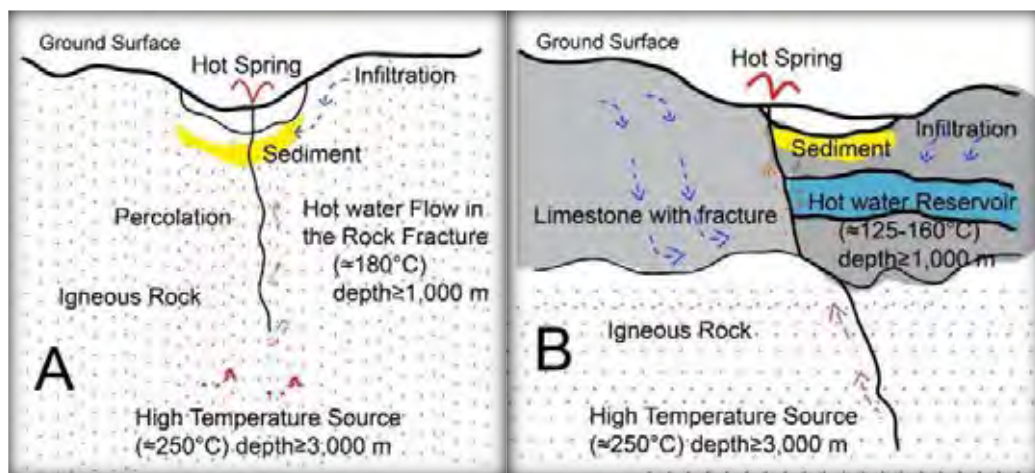 Ground Surface
Hot Spring
Infiltration
Sediment
Percolation
Hot water Flow in
the Rock Fracture
(≈180°C)
depth≥1,000 m
Igneous Rock
A
High Temperature Source
(≈250°C) depth≥3,000 m
B
Ground Surface
Hot Spring
Infiltration
Sediment
Limestone with fracture
Hot water Reservoir
(≈125-160°C)
depth≥1,000 m
Igneous Rock
High Temperature Source
(≈250°C) depth≥3,000 m